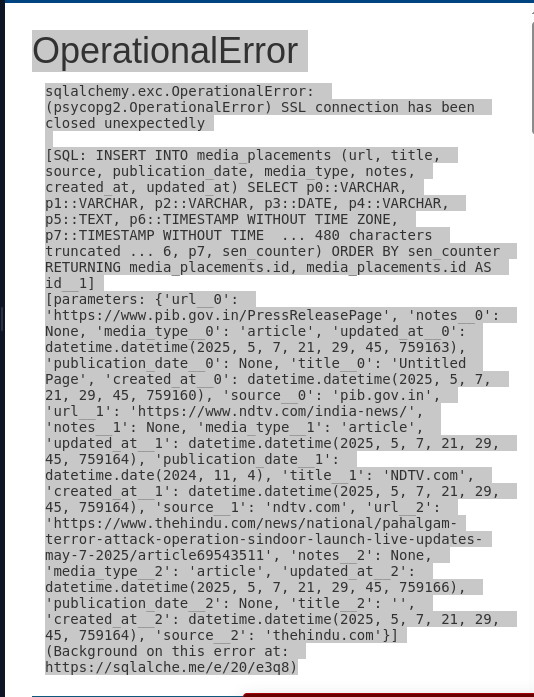 OperationalError
sqlalchemy.exc.OperationalError:
(psycopg2.OperationalError) SSL connection has been
closed unexpectedly
[SQL: INSERT INTO media_placements (url, title,
source, publication_date, media_type, notes,
created_at, updated_at) SELECT p0::VARCHAR,
p1::VARCHAR, p2::VARCHAR, p3::DATE, p4::VARCHAR,
p5::TEXT, p6::TIMESTAMP WITHOUT TIME ZONE,
p7::TIMESTAMP WITHOUT TIME  ... 480 characters
truncated ... 6, p7, sen_counter) ORDER BY sen_counter
RETURNING media_placements.id, media_placements.id AS
id__1]
[parameters: {'url__0':
'https://www.pib.gov.in/PressReleasePage', 'notes__0':
None, 'media_type__0': 'article', 'updated_at__0':
datetime.datetime(2025, 5, 7, 21, 29, 45, 759163),
'publication_date__0': None, 'title__0': 'Untitled
Page', 'created_at__0': datetime.datetime(2025, 5, 7,
21, 29, 45, 759160), 'source__0': 'pib.gov.in',
'url__1': 'https://www.ndtv.com/india-news/',
'notes__1': None, 'media_type__1': 'article',
'updated_at__1': datetime.datetime(2025, 5, 7, 21, 29,
45, 759164), 'publication_date__1':
datetime.date(2024, 11, 4), 'title__1': 'NDTV.com',
'created_at__1': datetime.datetime(2025, 5, 7, 21, 29,
45, 759164), 'source__1': 'ndtv.com', 'url__2':
'https://www.thehindu.com/news/national/pahalgam-
terror-attack-operation-sindoor-launch-live-updates-
may-7-2025/article69543511', 'notes__2': None,
'media_type__2': 'article', 'updated_at__2':
datetime.datetime(2025, 5, 7, 21, 29, 45, 759166),
'publication_date__2': None, 'title__2': '',
'created_at__2': datetime.datetime(2025, 5, 7, 21, 29,
45, 759164), 'source__2': 'thehindu.com'}]
(Background on this error at:
https://sqlalche.me/e/20/e3q8)